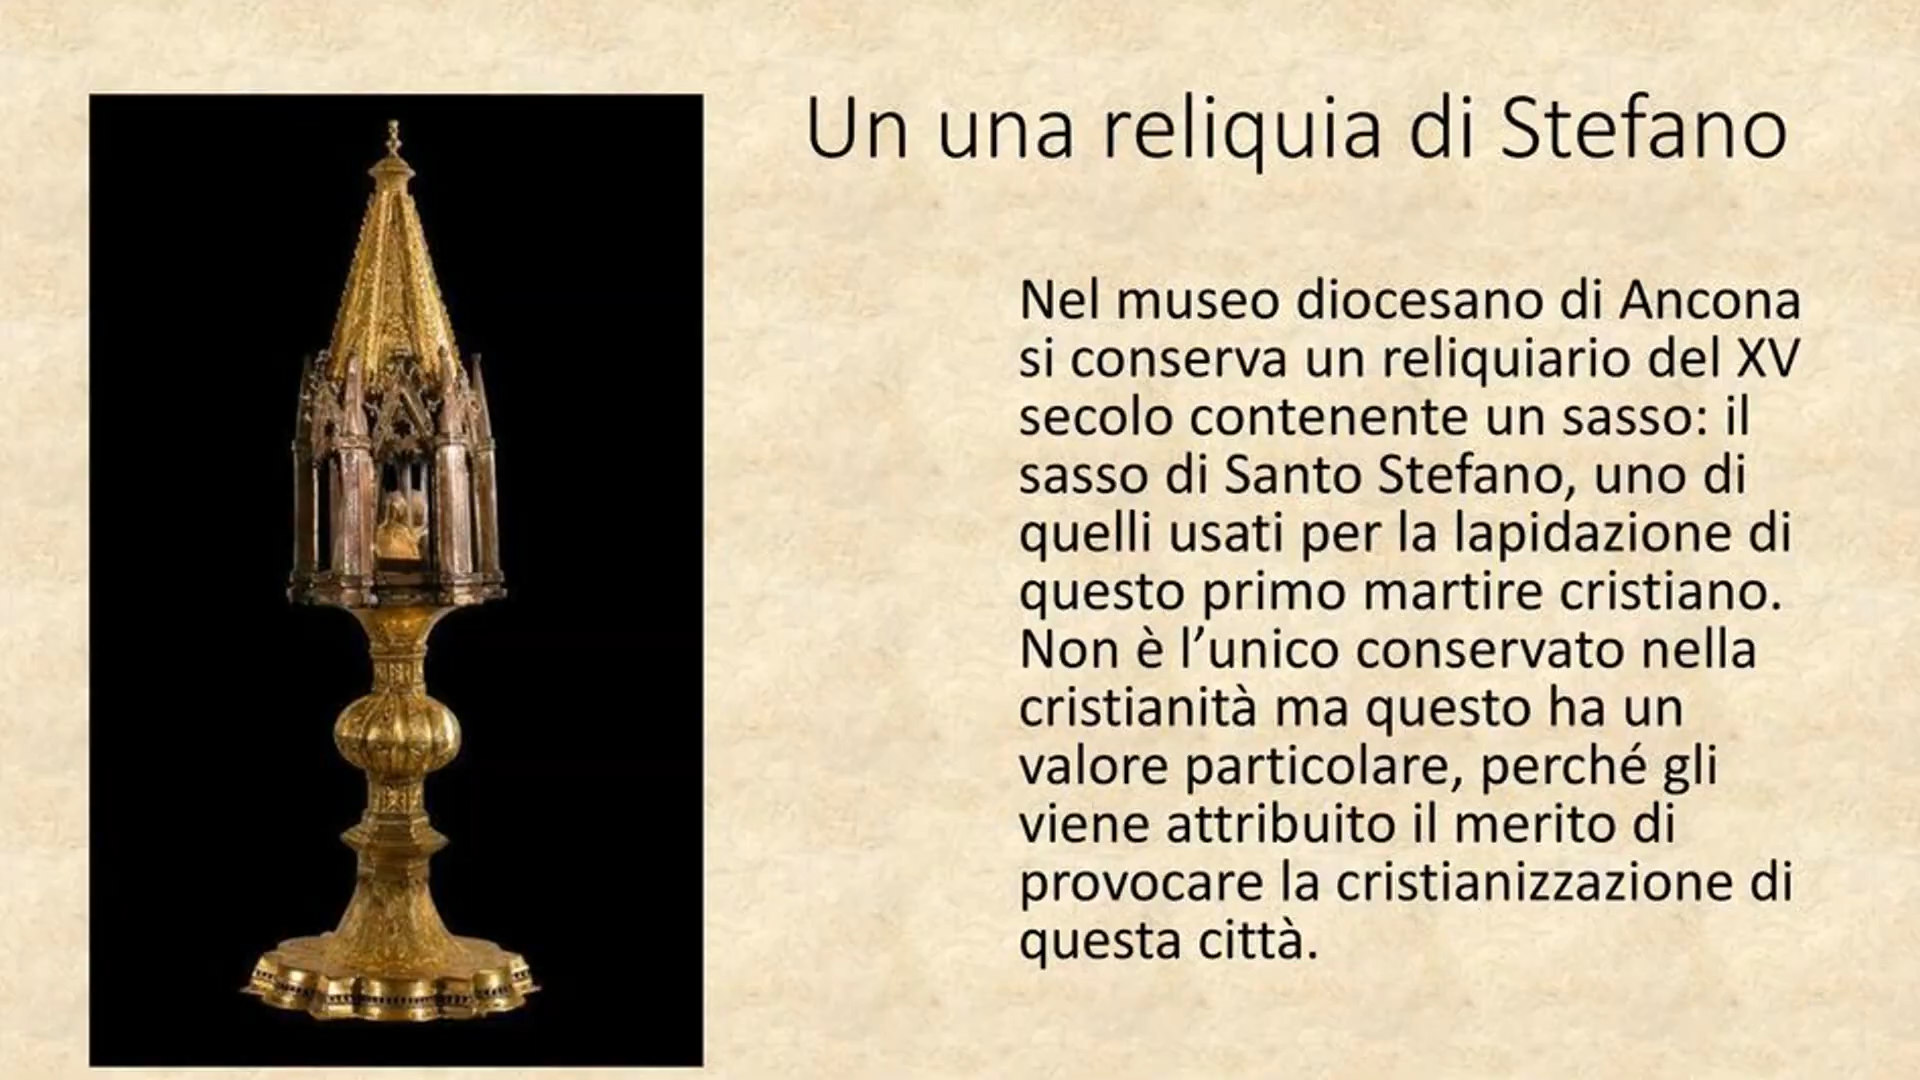 Un una reliquia di Stefano
Nel museo diocesano di Ancona
si conserva un reliquiario del XV
secolo contenente un sasso: il
sasso di Santo Stefano, uno di
quelli usati per la lapidazione di
questo primo martire cristiano.
Non è l’unico conservato nella
cristianità ma questo ha un
valore particolare, perché gli
viene attribuito il merito di
provocare la cristianizzazione di
questa città.